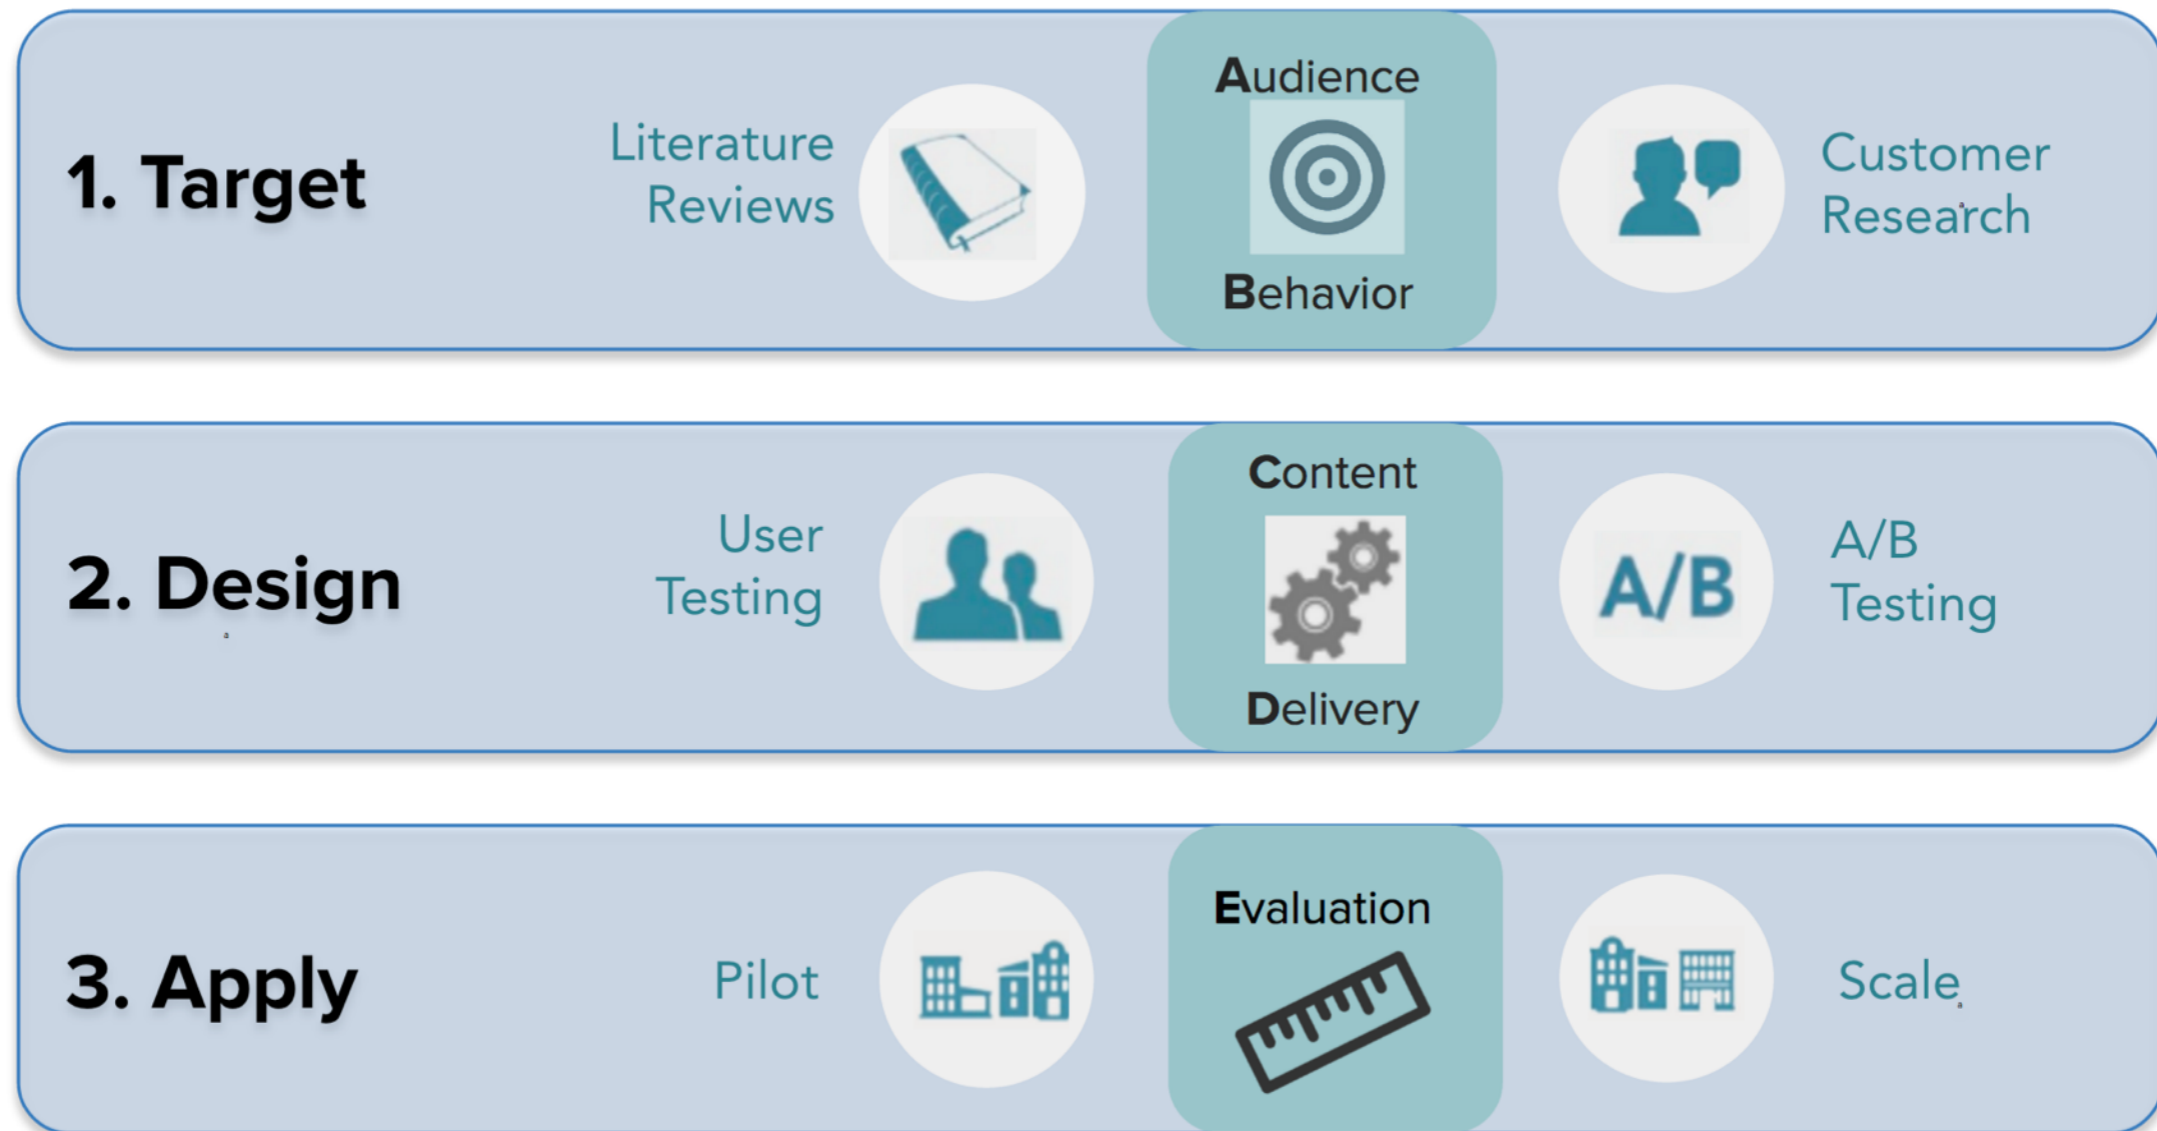 1. Target
Literature
Reviews
Audience
Behavior
Customer
Research
2. Design
User
Testing
Content
Delivery
A/B
A/B
Testing
3. Apply
Pilot
Evaluation
Scale